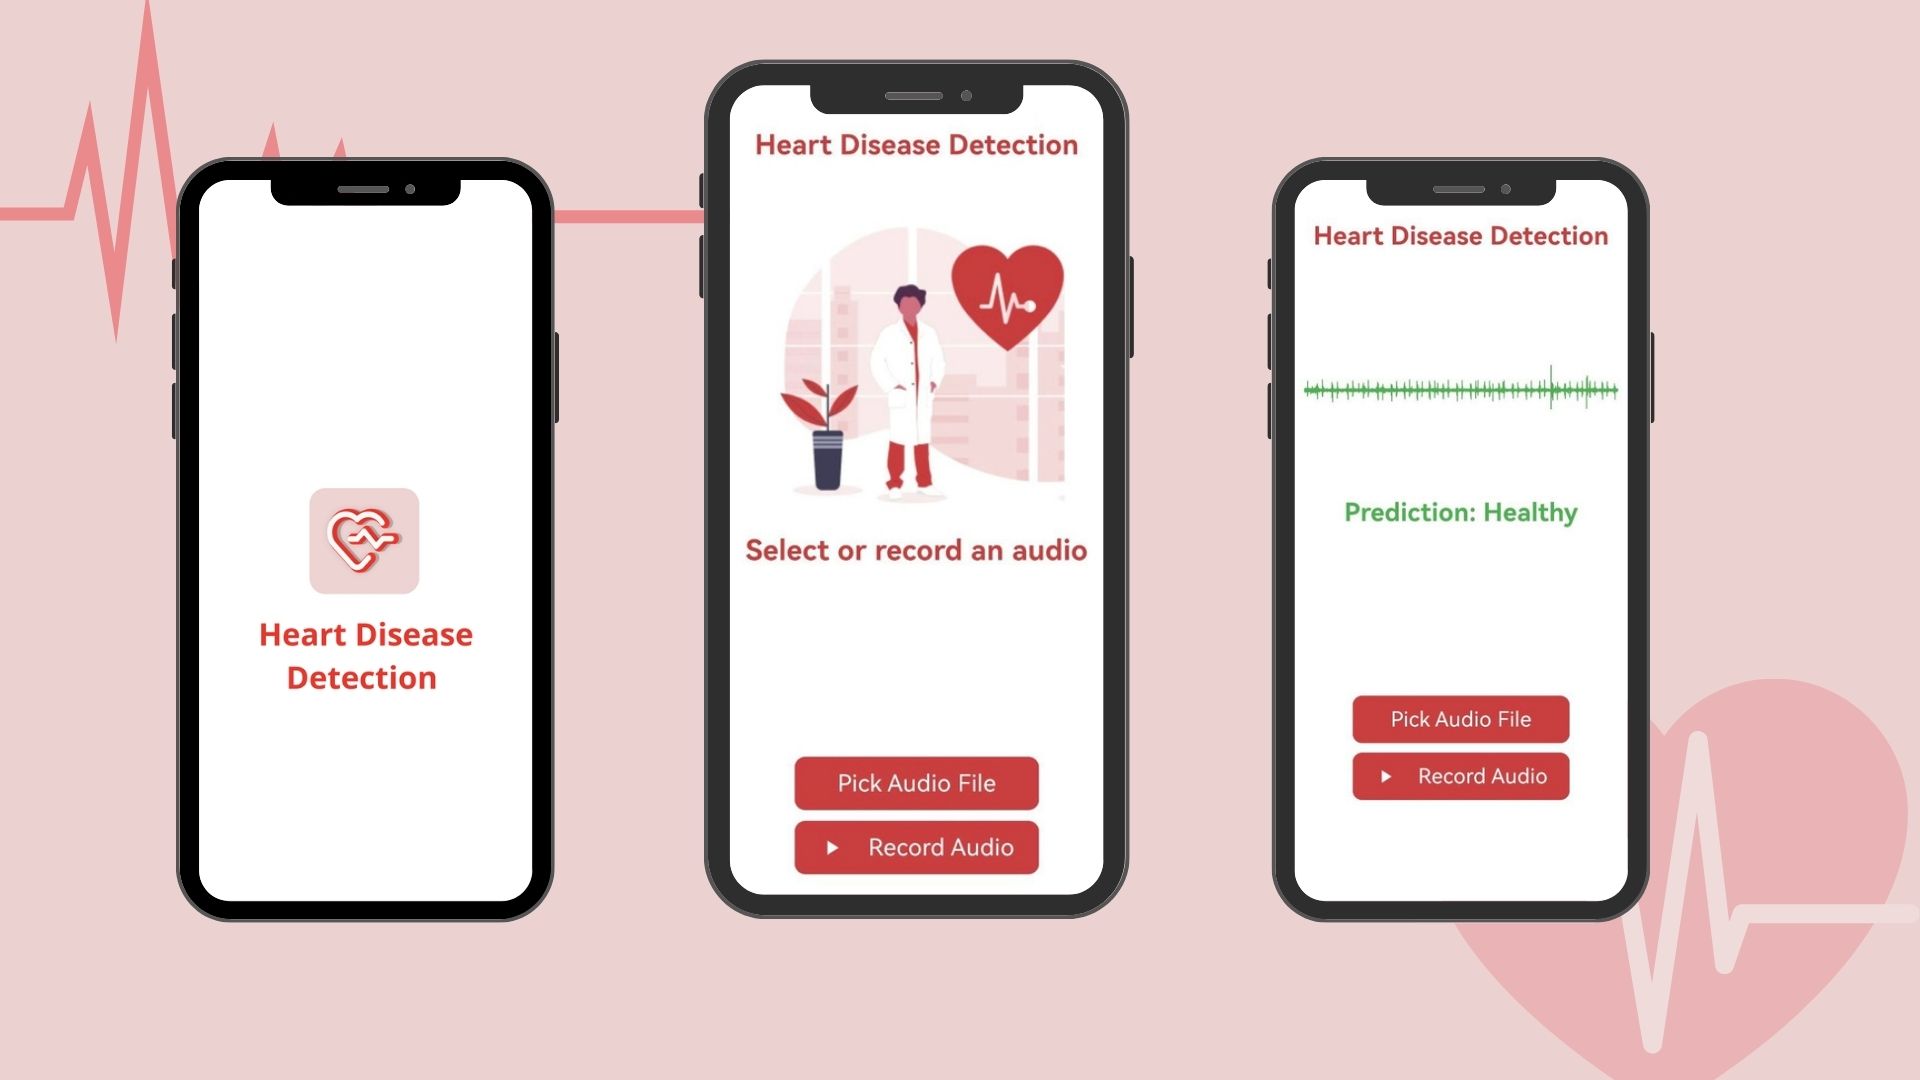 Heart Disease
Detection
Heart Disease Detection
Select or record an audio
Pick Audio File
Record Audio
Heart Disease Detection
Prediction: Healthy
Pick Audio File
Record Audio